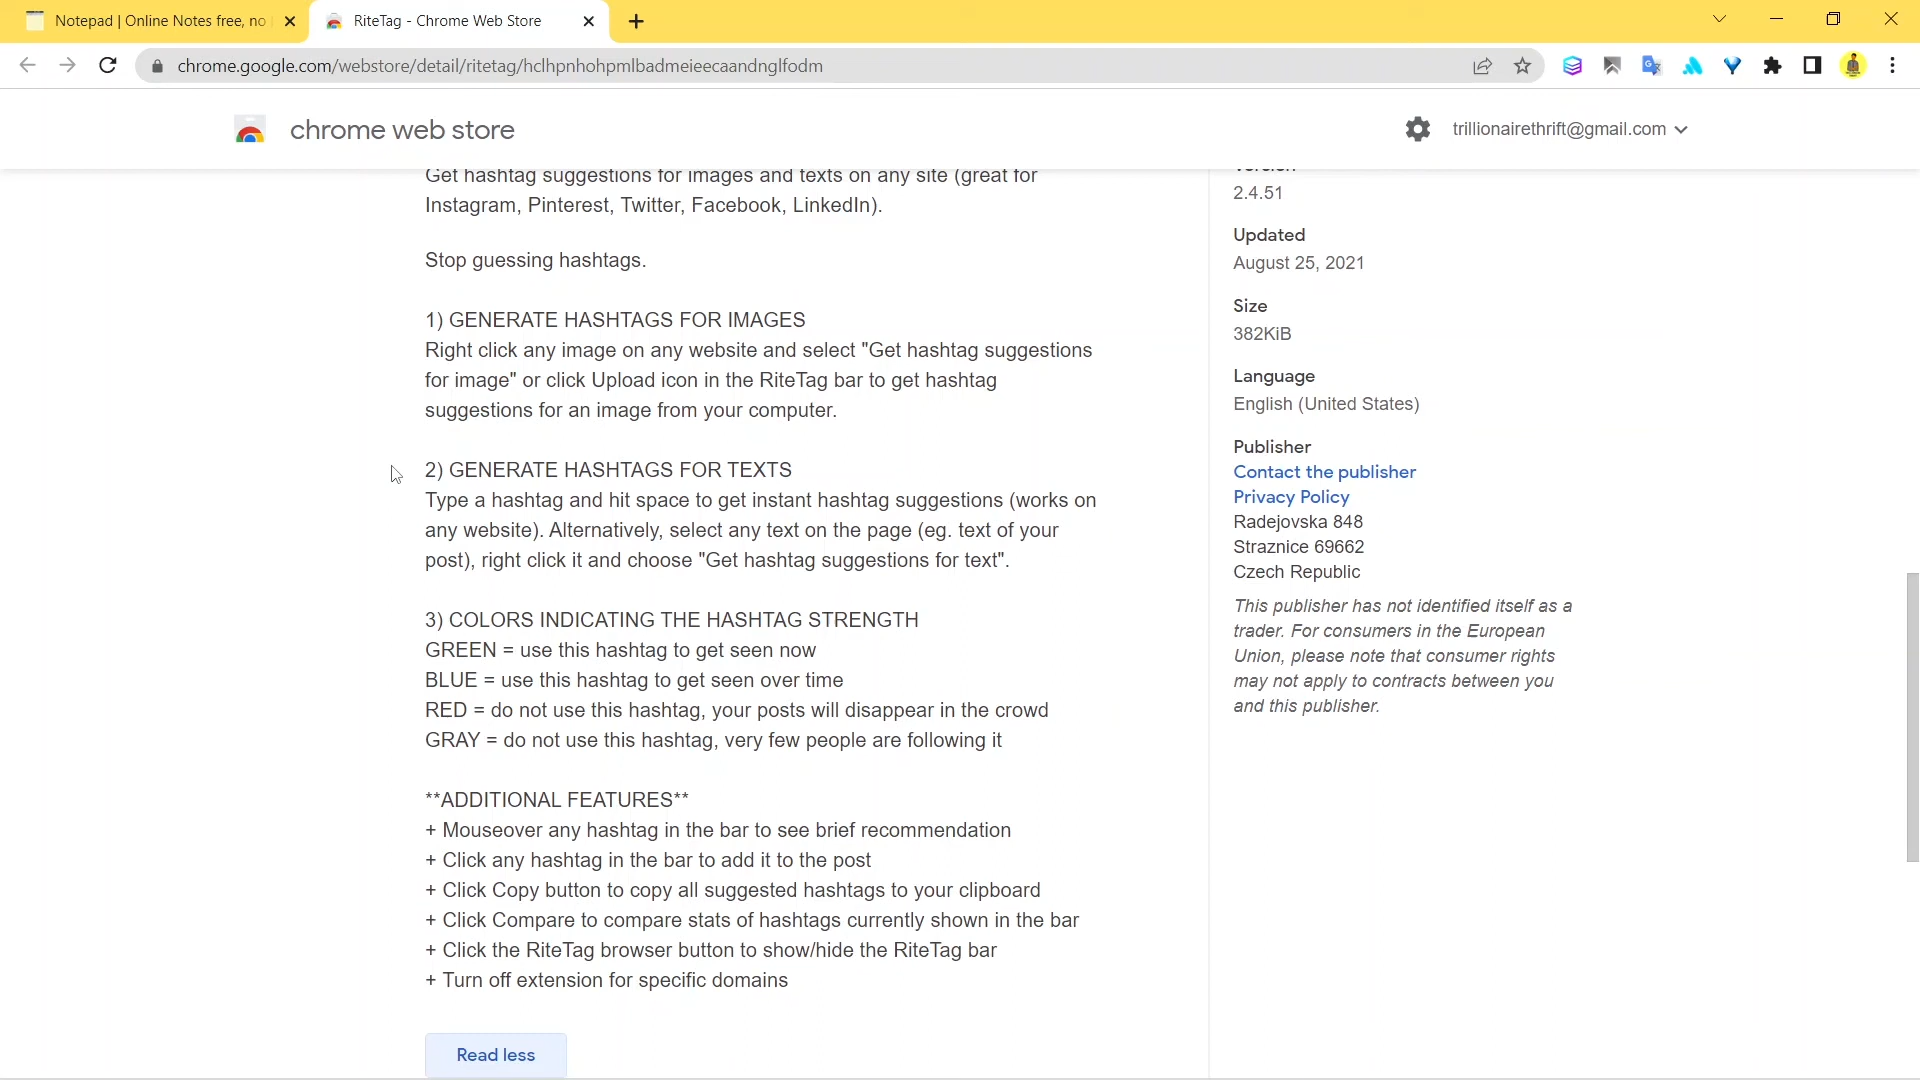 Notepad | Online Notes free, no
RiteTag - Chrome Web Store
chrome.google.com/webstore/detail/ritetag/hclhpnhohpmlbadmeieecaandnglfodm
chrome web store
trillionairethrift@gmail.com
Get hashtag suggestions for images and texts on any site (great for
Instagram, Pinterest, Twitter, Facebook, LinkedIn).
Stop guessing hashtags.
1) GENERATE HASHTAGS FOR IMAGES
Right click any image on any website and select "Get hashtag suggestions
for image" or click Upload icon in the RiteTag bar to get hashtag
suggestions for an image from your computer.
2) GENERATE HASHTAGS FOR TEXTS
Type a hashtag and hit space to get instant hashtag suggestions (works on
any website). Alternatively, select any text on the page (eg. text of your
post), right click it and choose "Get hashtag suggestions for text".
3) COLORS INDICATING THE HASHTAG STRENGTH
GREEN = use this hashtag to get seen now
BLUE = use this hashtag to get seen over time
RED = do not use this hashtag, your posts will disappear in the crowd
GRAY = do not use this hashtag, very few people are following it
**ADDITIONAL FEATURES**
+ Mouseover any hashtag in the bar to see brief recommendation
+ Click any hashtag in the bar to add it to the post
+ Click Copy button to copy all suggested hashtags to your clipboard
+ Click Compare to compare stats of hashtags currently shown in the bar
+ Click the RiteTag browser button to show/hide the RiteTag bar
+ Turn off extension for specific domains
Read less
Version
2.4.51
Updated
August 25, 2021
Size
382KiB
Language
English (United States)
Publisher
Contact the publisher
Privacy Policy
Radejovska 848
Straznice 69662
Czech Republic
This publisher has not identified itself as a
trader. For consumers in the European
Union, please note that consumer rights
may not apply to contracts between you
and this publisher.